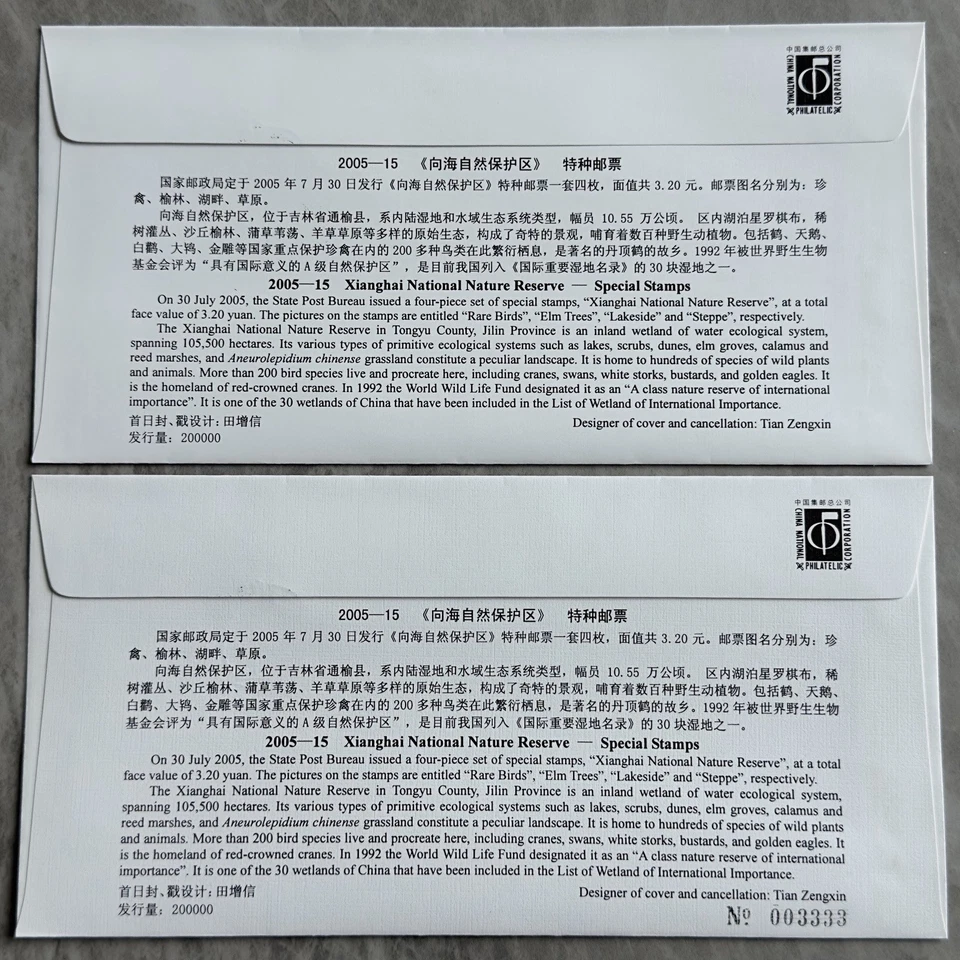 中国集邮总公司
CHINA NATIONAL
PHILATELIC
CORPORATION
2005—15 《向海自然保护区》 特种邮票
国家邮政局定于 2005 年 7 月 30 日发行《向海自然保护区》特种邮票一套四枚，面值共 3.20 元。邮票图名分别为：珍
禽、榆林、湖畔、草原。
向海自然保护区，位于吉林省通榆县，系内陆湿地和水域生态系统类型，幅员 10.55 万公顷。 区内湖泊星罗棋布，稀
树灌丛、沙丘榆林、蒲草苇荡、羊草草原等多样的原始生态，构成了奇特的景观，哺育着数百种野生动植物。包括鹤、天鹅、
白鹳、大鸨、金雕等国家重点保护珍禽在内的 200 多种鸟类在此繁衍栖息，是著名的丹顶鹤的故乡。1992 年被世界野生生物
基金会评为“具有国际意义的 A 级自然保护区”，是目前我国列入《国际重要湿地名录》的 30 块湿地之一。
2005—15 Xianghai National Nature Reserve — Special Stamps
On 30 July 2005, the State Post Bureau issued a four-piece set of special stamps, “Xianghai National Nature Reserve”, at a total
face value of 3.20 yuan. The pictures on the stamps are entitled “Rare Birds”, “Elm Trees”, “Lakeside” and “Steppe”, respectively.
The Xianghai National Nature Reserve in Tongyu County, Jilin Province is an inland wetland of water ecological system,
spanning 105,500 hectares. Its various types of primitive ecological systems such as lakes, scrubs, dunes, elm groves, calamus and
reed marshes, and Aneurolepidium chinense grassland constitute a peculiar landscape. It is home to hundreds of species of wild plants
and animals. More than 200 bird species live and procreate here, including cranes, swans, white storks, bustards, and golden eagles. It
is the homeland of red-crowned cranes. In 1992 the World Wild Life Fund designated it as an “A class nature reserve of international
importance”. It is one of the 30 wetlands of China that have been included in the List of Wetland of International Importance.
首日封、戳设计：田增信 Designer of cover and cancellation: Tian Zengxin
发行量：200000
中国集邮总公司
CHINA NATIONAL
PHILATELIC
CORPORATION
2005—15 《向海自然保护区》 特种邮票
国家邮政局定于 2005 年 7 月 30 日发行《向海自然保护区》特种邮票一套四枚，面值共 3.20 元。邮票图名分别为：珍
禽、榆林、湖畔、草原。
向海自然保护区，位于吉林省通榆县，系内陆湿地和水域生态系统类型，幅员 10.55 万公顷。 区内湖泊星罗棋布，稀
树灌丛、沙丘榆林、蒲草苇荡、羊草草原等多样的原始生态，构成了奇特的景观，哺育着数百种野生动植物。包括鹤、天鹅、
白鹳、大鸨、金雕等国家重点保护珍禽在内的 200 多种鸟类在此繁衍栖息，是著名的丹顶鹤的故乡。1992 年被世界野生生物
基金会评为“具有国际意义的 A 级自然保护区”，是目前我国列入《国际重要湿地名录》的 30 块湿地之一。
2005—15 Xianghai National Nature Reserve — Special Stamps
On 30 July 2005, the State Post Bureau issued a four-piece set of special stamps, “Xianghai National Nature Reserve”, at a total
face value of 3.20 yuan. The pictures on the stamps are entitled “Rare Birds”, “Elm Trees”, “Lakeside” and “Steppe”, respectively.
The Xianghai National Nature Reserve in Tongyu County, Jilin Province is an inland wetland of water ecological system,
spanning 105,500 hectares. Its various types of primitive ecological systems such as lakes, scrubs, dunes, elm groves, calamus and
reed marshes, and Aneurolepidium chinense grassland constitute a peculiar landscape. It is home to hundreds of species of wild plants
and animals. More than 200 bird species live and procreate here, including cranes, swans, white storks, bustards, and golden eagles. It
is the homeland of red-crowned cranes. In 1992 the World Wild Life Fund designated it as an “A class nature reserve of international
importance”. It is one of the 30 wetlands of China that have been included in the List of Wetland of International Importance.
首日封、戳设计：田增信 Designer of cover and cancellation: Tian Zengxin
发行量：200000
№ 003333